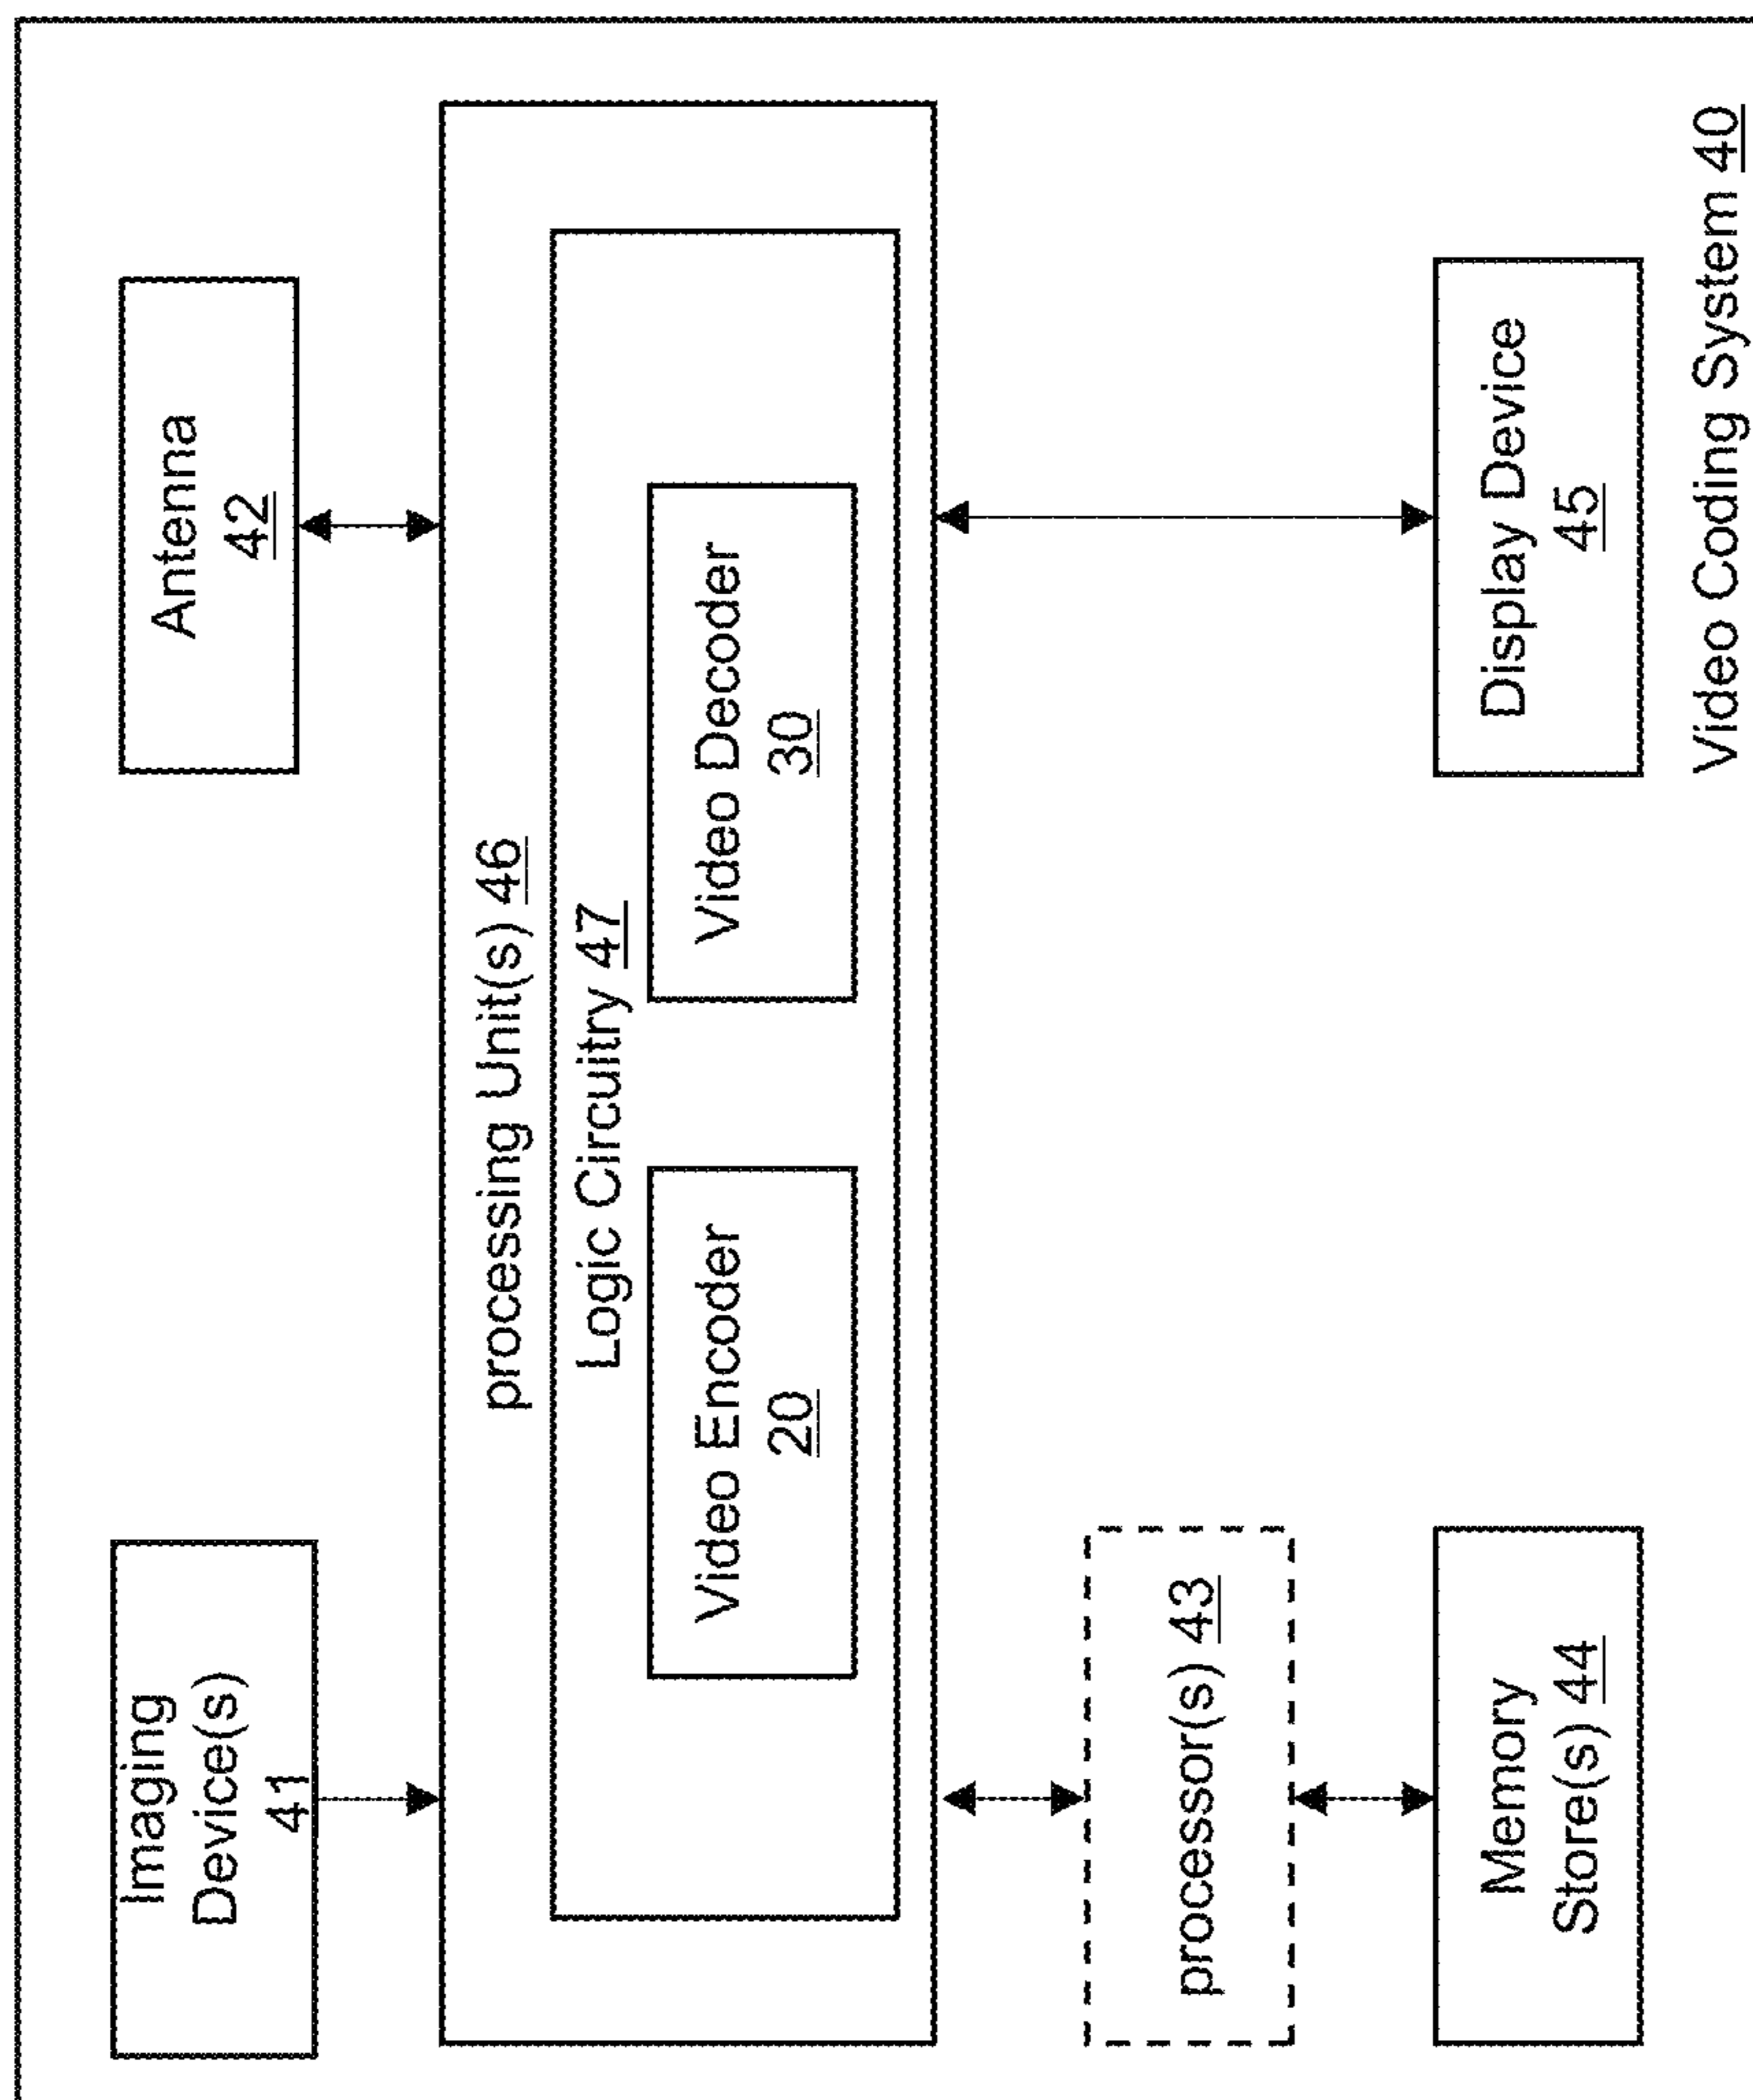 Imaging
Device(s)
41
Antenna
42
processing Unit(s) 46
Logic Circuitry 47
Video Encoder
20
Video Decoder
30
processor(s) 43
Memory
Store(s) 44
Display Device
45
Video Coding System 40